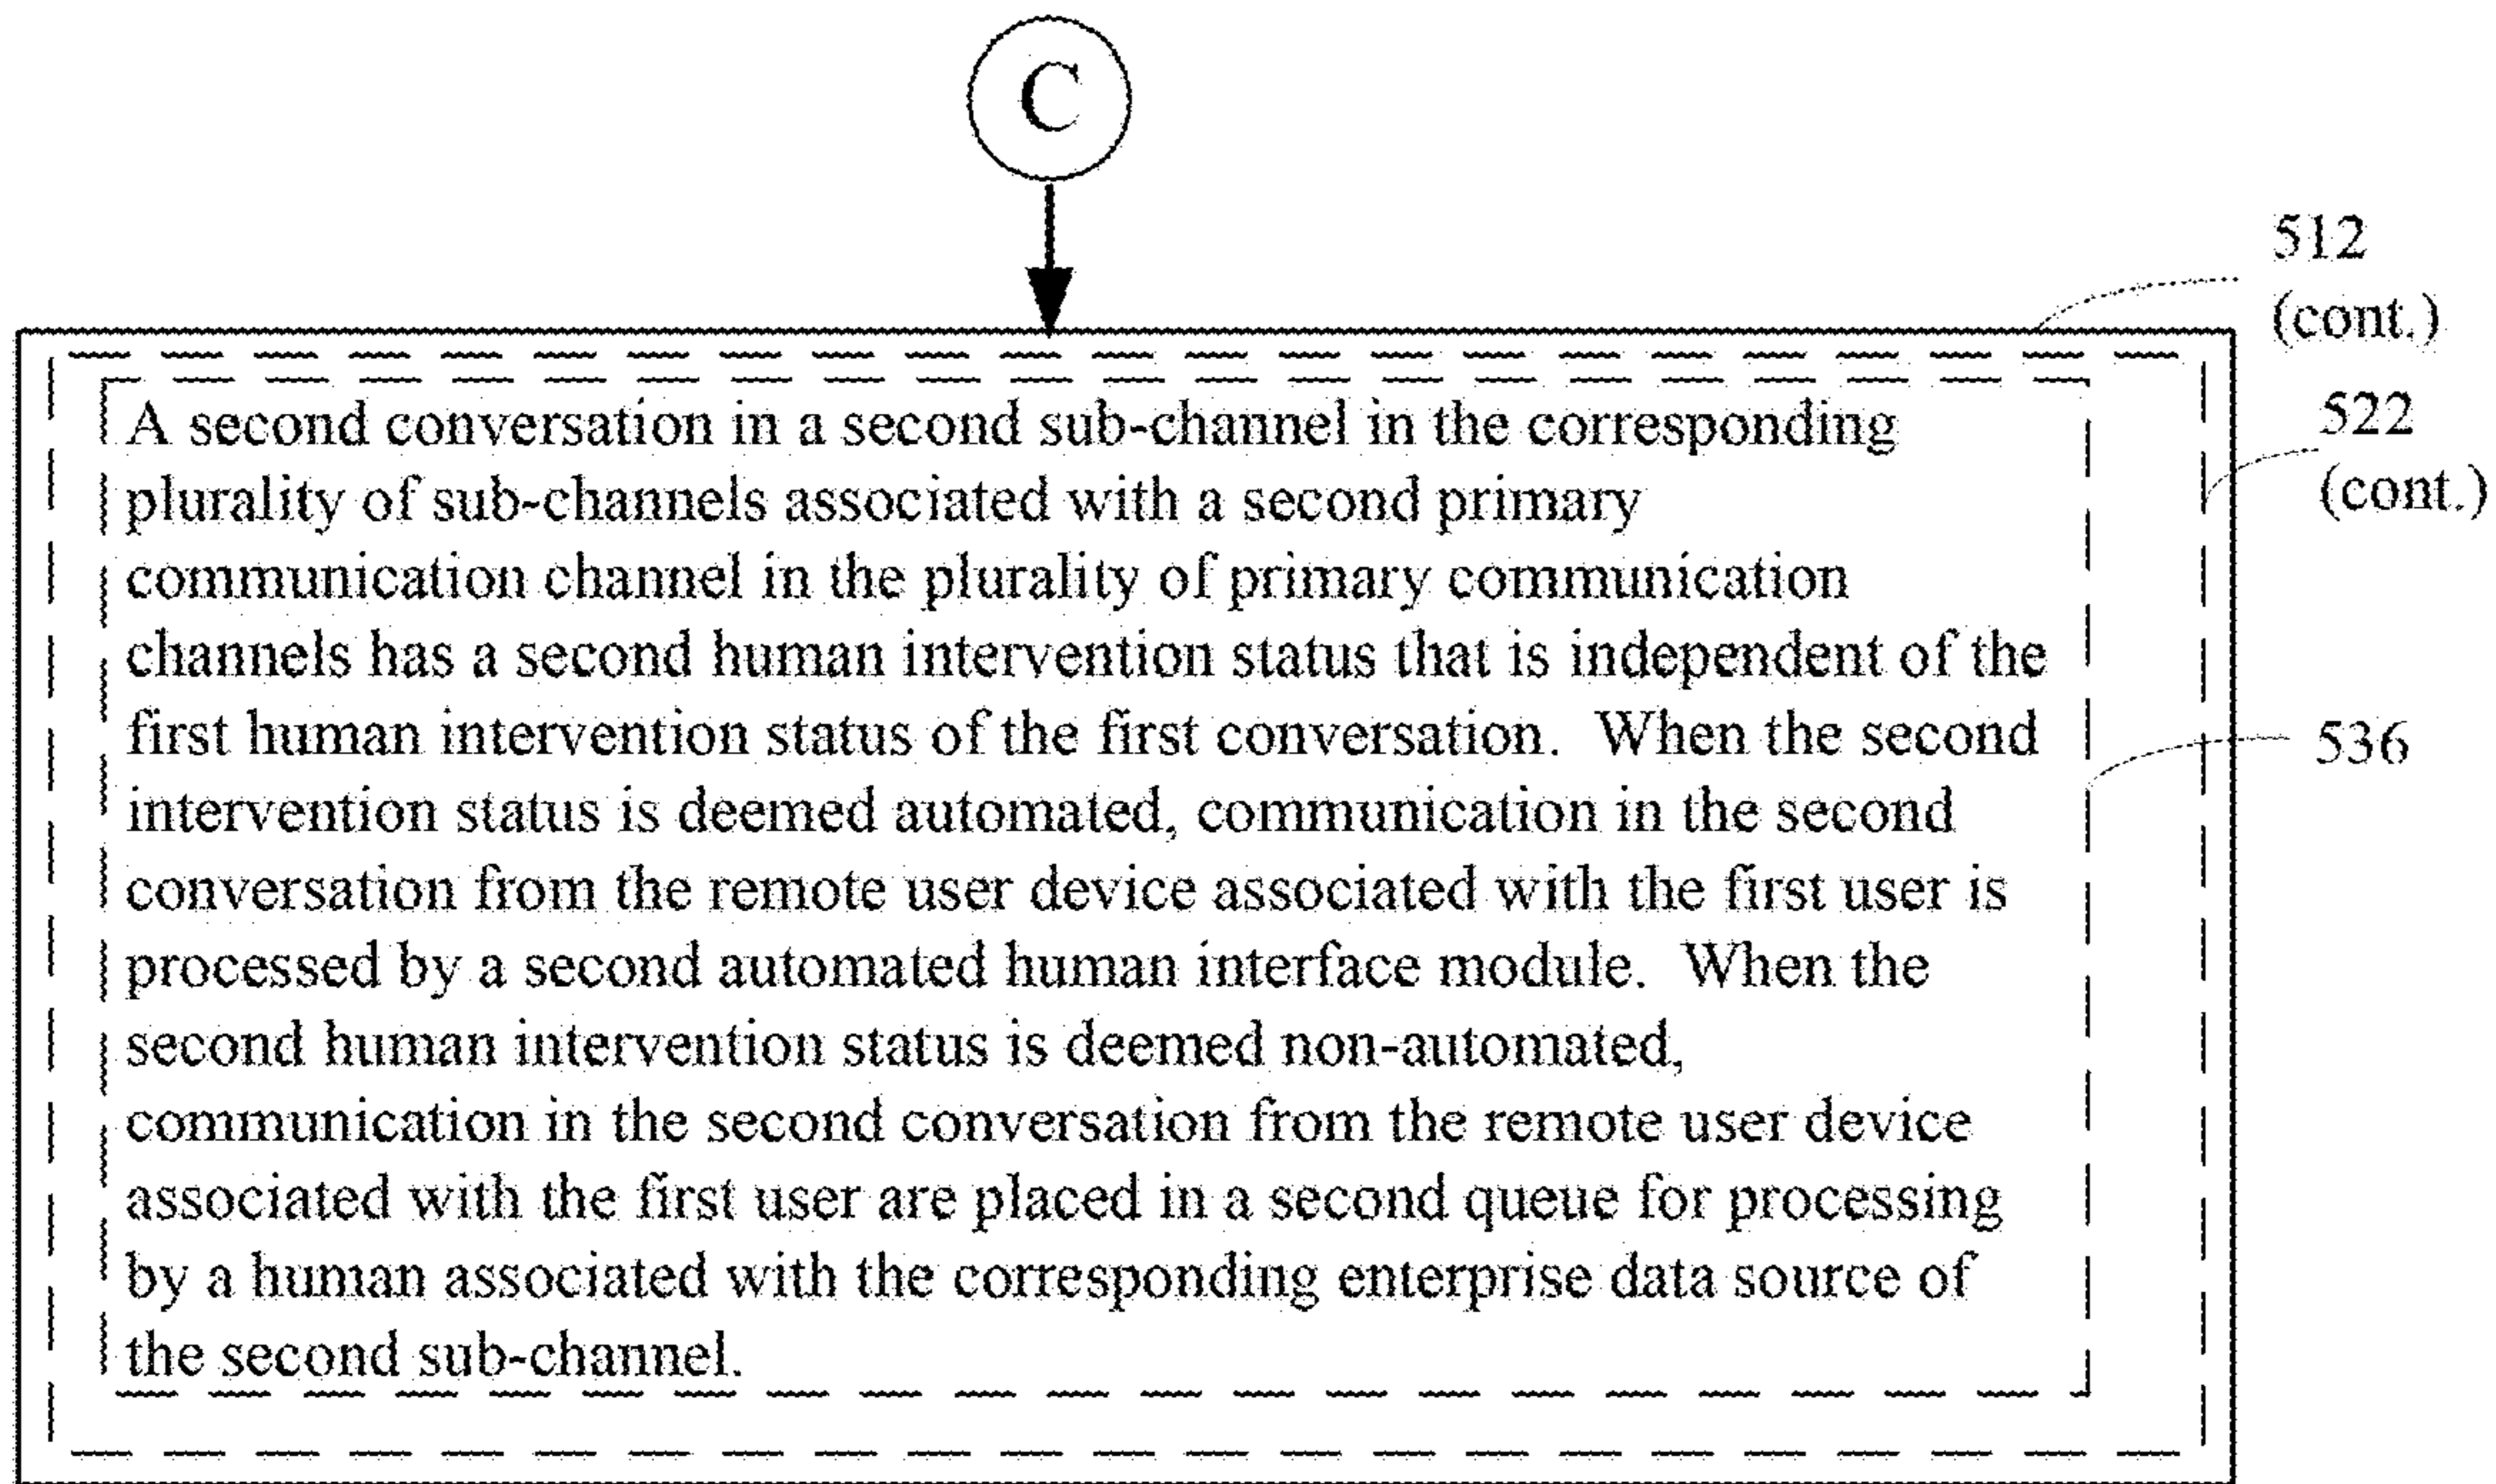 C
512
(cont.)
522
(cont.)
A second conversation in a second sub-channel in the corresponding
plurality of sub-channels associated with a second primary
communication channel in the plurality of primary communication
channels has a second human intervention status that is independent of the
first human intervention status of the first conversation.  When the second
intervention status is deemed automated, communication in the second
conversation from the remote user device associated with the first user is
processed by a second automated human interface module.  When the
second human intervention status is deemed non-automated,
communication in the second conversation from the remote user device
associated with the first user are placed in a second queue for processing
by a human associated with the corresponding enterprise data source of
the second sub-channel.
536